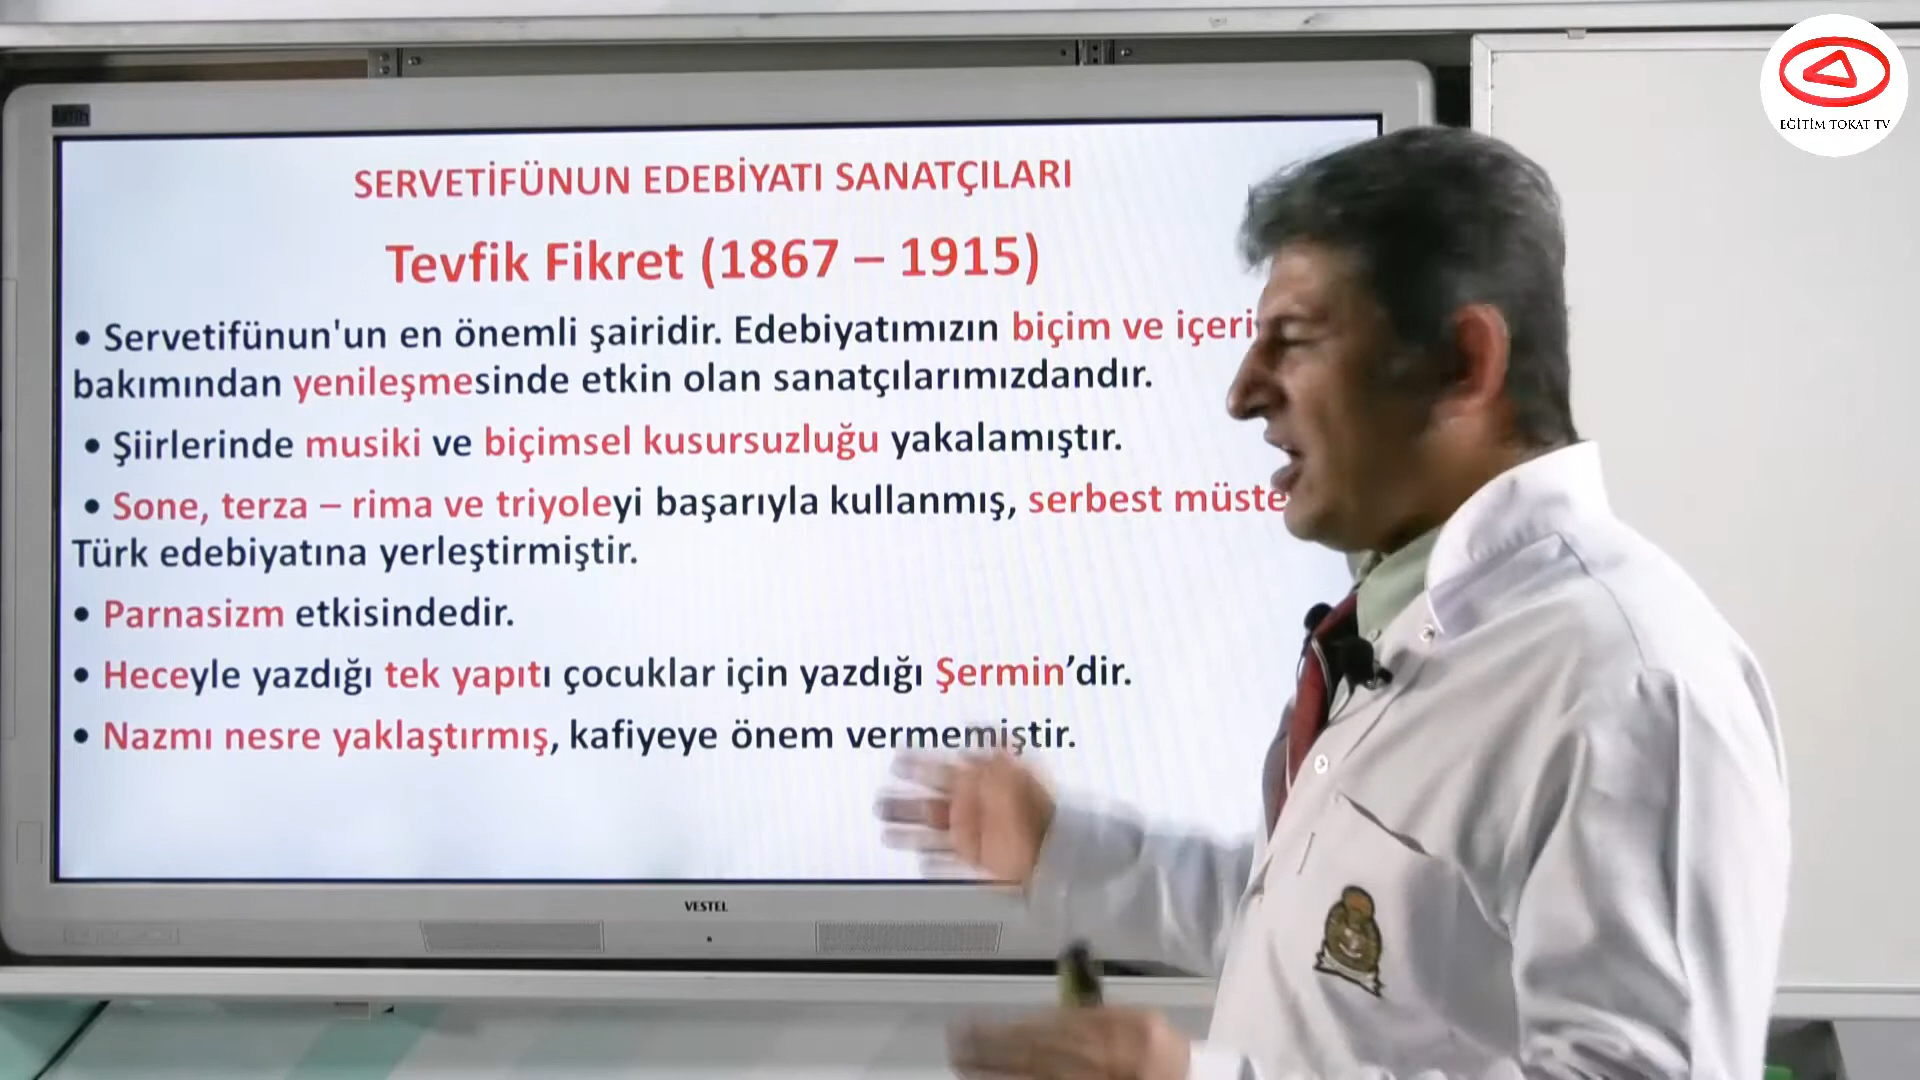 SERVETİFÜNUN EDEBİYATI SANATÇILARI
Tevfik Fikret (1867 – 1915)
• Servetifünun'un en önemli şairidir. Edebiyatımızın biçim ve
bakımından yenileşmesinde etkin olan sanatçılarımızdandır.
• Şiirlerinde musiki ve biçimsel kusursuzluğu yakalamıştır.
• Sone, terza – rima ve triyoleyi başarıyla kullanmış, serbest
Türk edebiyatına yerleştirmiştir.
• Parnasizm etkisindedir.
• Heceyle yazdığı tek yapıtı çocuklar için yazdığı Şermin’dir.
• Nazmı nesre yaklaştırmış, kafiyeye önem vermemiştir.
VESTEL
EĞİTİM TOKAT TV